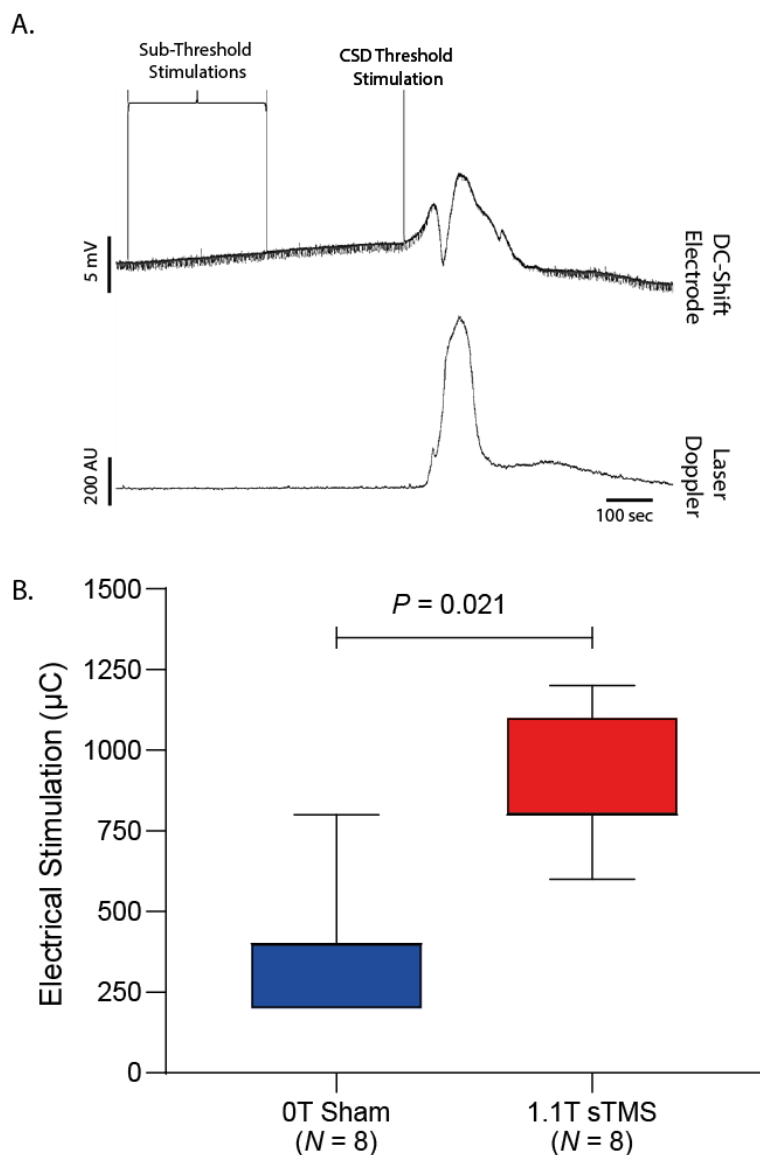 A.
Sub-Threshold
Stimulations
CSD Threshold
Stimulation
5 mV
DC-Shift
Electrode
200 AU
Laser
Doppler
100 sec
B.
P = 0.021
Electrical Stimulation (µC)
1500
1250
1000
750
500
250
0
0T Sham
(N = 8)
1.1T sTMS
(N = 8)